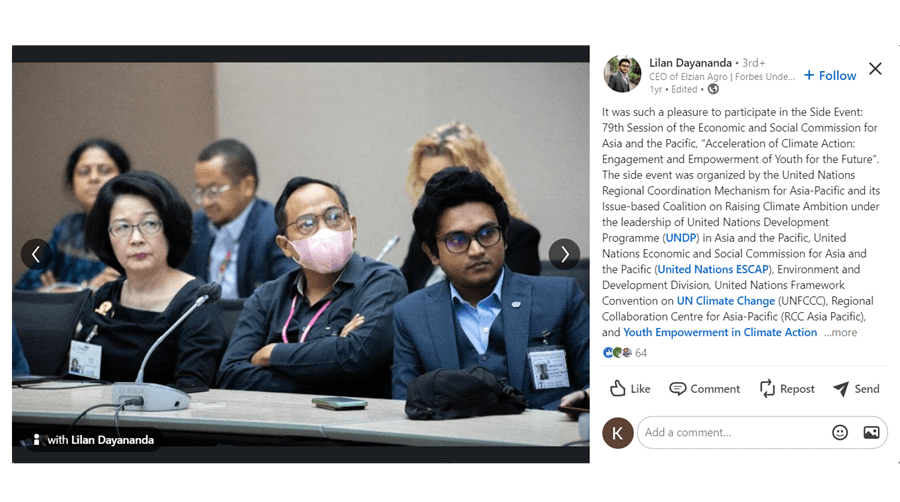 Lilan Dayananda • 3rd+
CEO of Elzian Agro | Forbes Unde...
+ Follow
1yr • Edited •
It was such a pleasure to participate in the Side Event:
79th Session of the Economic and Social Commission for
Asia and the Pacific, "Acceleration of Climate Action:
Engagement and Empowerment of Youth for the Future".
The side event was organized by the United Nations
Regional Coordination Mechanism for Asia-Pacific and its
Issue-based Coalition on Raising Climate Ambition under
the leadership of United Nations Development
Programme (UNDP) in Asia and the Pacific, United
Nations Economic and Social Commission for Asia and
the Pacific (United Nations ESCAP), Environment and
Development Division, United Nations Framework
Convention on UN Climate Change (UNFCCC), Regional
Collaboration Centre for Asia-Pacific (RCC Asia Pacific),
and Youth Empowerment in Climate Action ...more
64
Like
Comment
Repost
Send
K
Add a comment...
with Lilan Dayananda